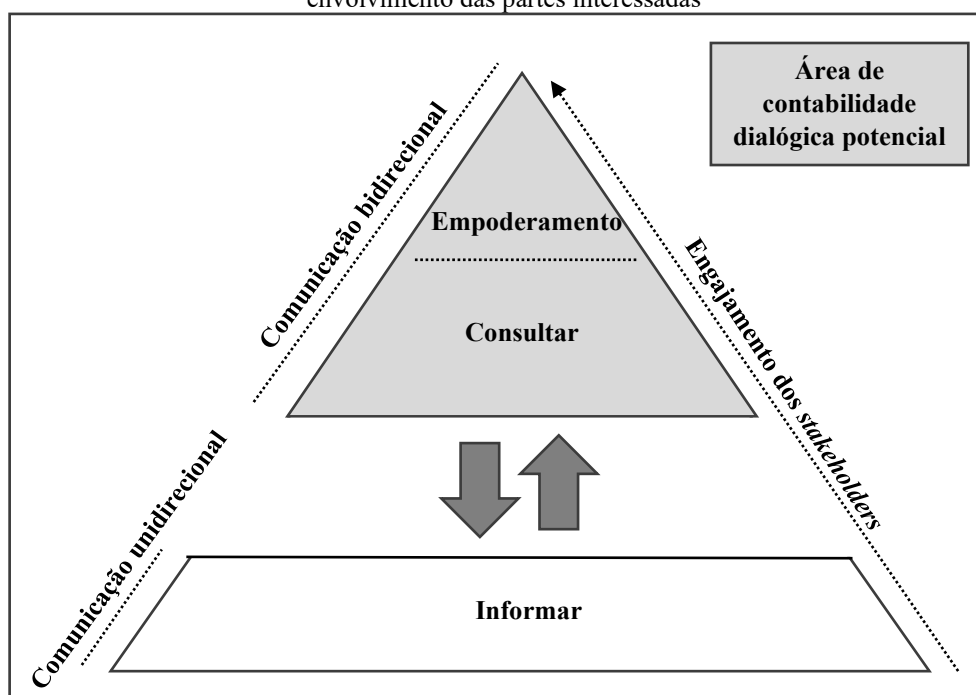 envolvimento das partes interessadas
Área de
contabilidade
dialógica potencial
Comunicação bidirecional
Empoderamento
Consultar
Engajamento dos stakeholders
Comunicação unidirecional
Informar